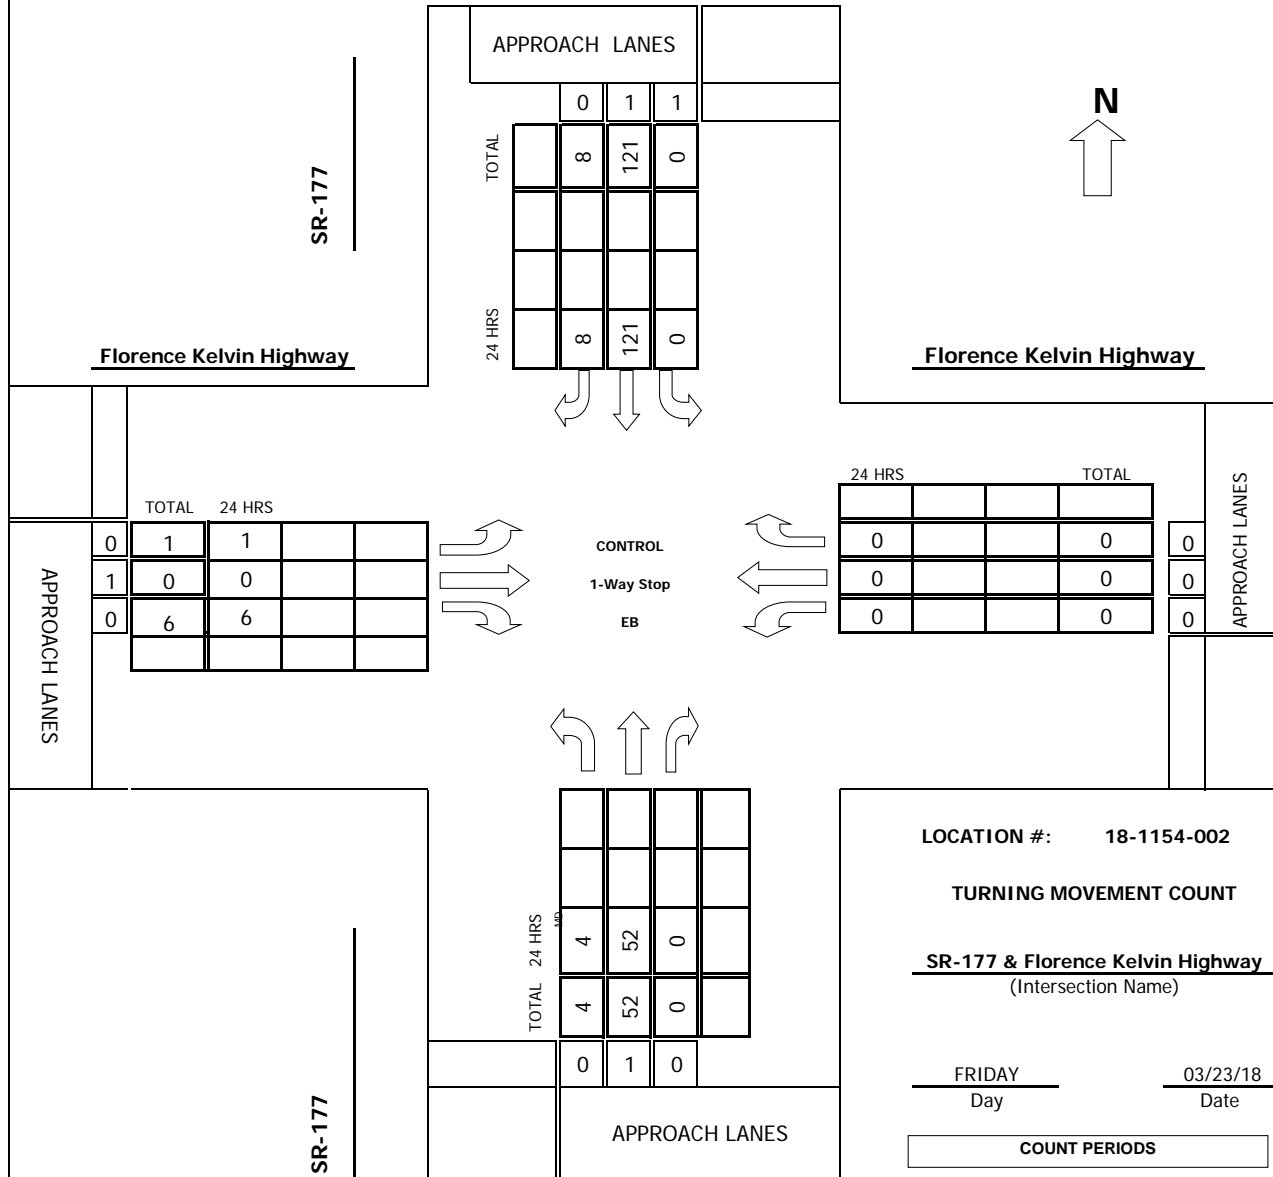 APPROACH LANES
0 1 1
N
TOTAL
8 121 0
SR-177
24 HRS
8 121 0
Florence Kelvin Highway
Florence Kelvin Highway
24 HRS TOTAL
TOTAL 24 HRS
0 1 1
1 0 0
0 6 6
APPROACH LANES
CONTROL
1-Way Stop
EB
0 0 0
0 0 0
0 0 0
APPROACH LANES
24 HRS
MD
4 52 0
TOTAL
4 52 0
0 1 0
APPROACH LANES
SR-177
LOCATION #: 18-1154-002
TURNING MOVEMENT COUNT
SR-177 & Florence Kelvin Highway
(Intersection Name)
FRIDAY 03/23/18
Day Date
COUNT PERIODS